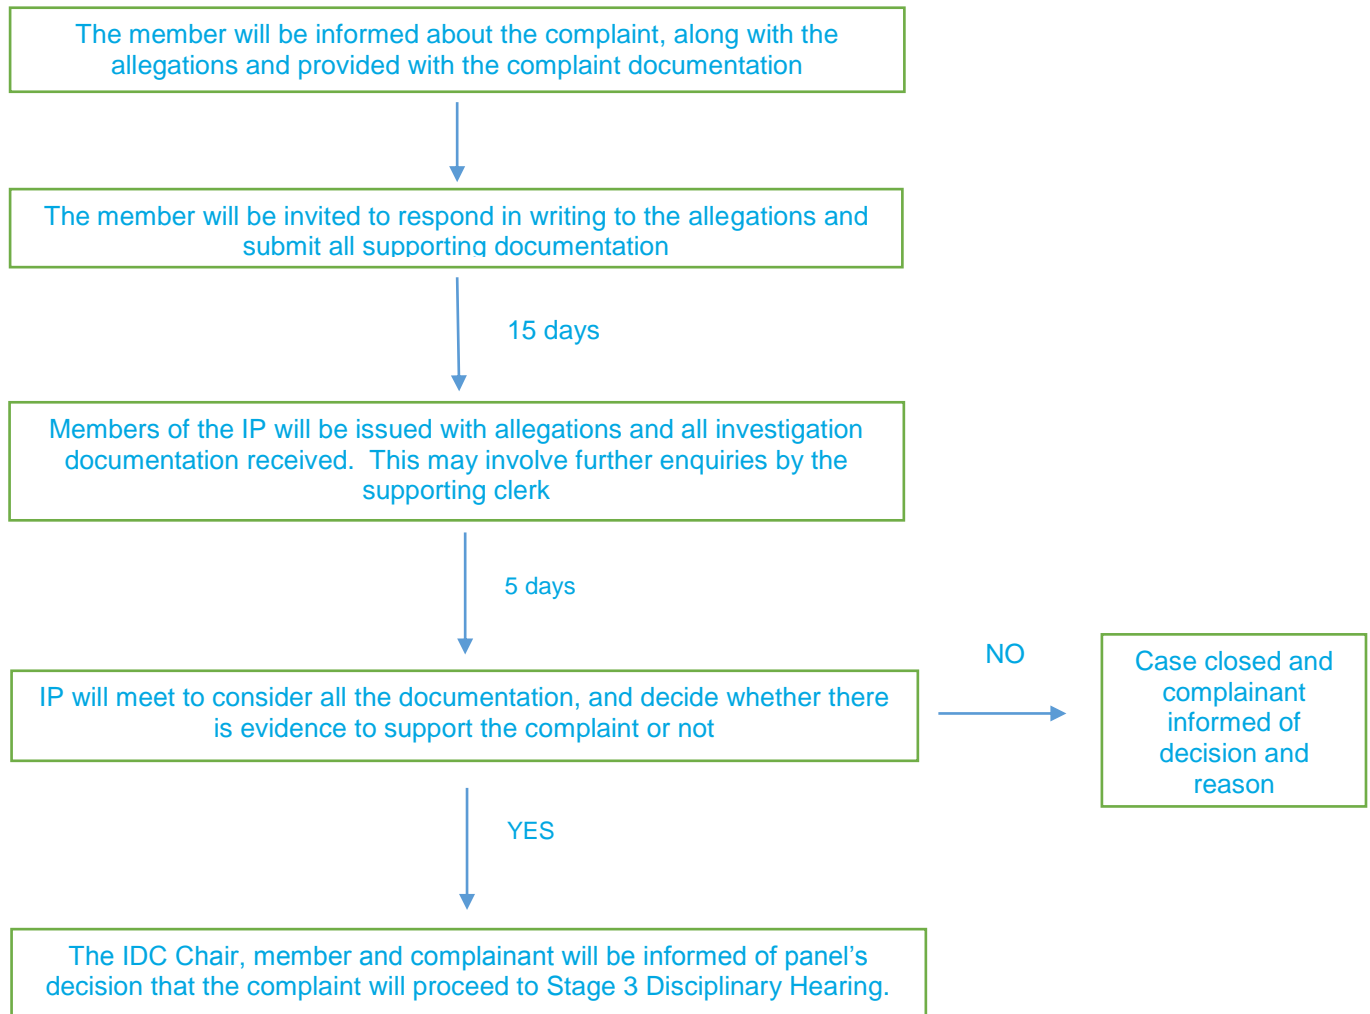 The member will be informed about the complaint, along with the
allegations and provided with the complaint documentation
The member will be invited to respond in writing to the allegations and
submit all supporting documentation
15 days
Members of the IP will be issued with allegations and all investigation
documentation received.  This may involve further enquiries by the
supporting clerk
5 days
IP will meet to consider all the documentation, and decide whether there
is evidence to support the complaint or not
NO
Case closed and
complainant
informed of
decision and
reason
YES
The IDC Chair, member and complainant will be informed of panel’s
decision that the complaint will proceed to Stage 3 Disciplinary Hearing.